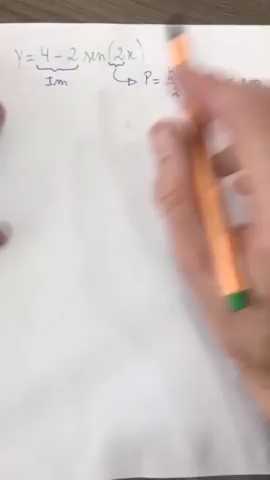 y = 4 - 2 sen (2x)
Im P =